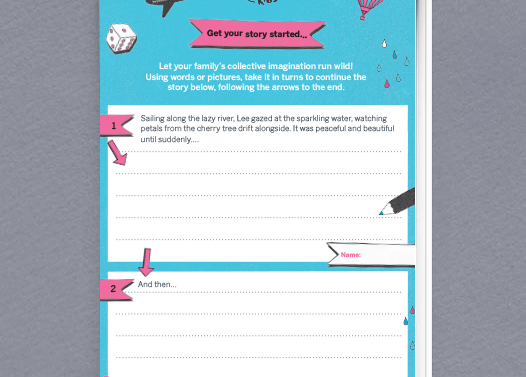 Get your story started...
Let your family's collective imagination run wild!
Using words or pictures, take it in turns to continue the
story below, following the arrows to the end.
1
Sailing along the lazy river, Lee gazed at the sparkling water, watching
petals from the cherry tree drift alongside. It was peaceful and beautiful
until suddenly....
Name:
2
And then...